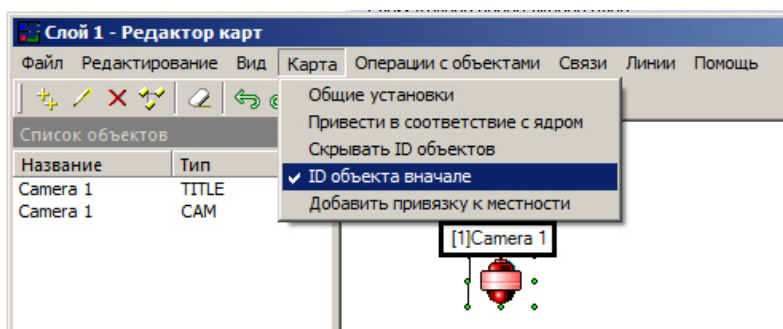 Слой 1 - Редактор карт
Файл Редактирование Вид Карта Операции с объектами Связи Линии Помощь
Список объектов
Название Тип
Camera 1 TITLE
Camera 1 CAM
Общие установки
Привести в соответствие с ядром
Скрывать ID объектов
ID объекта вначале
Добавить привязку к местности
[1]Camera 1